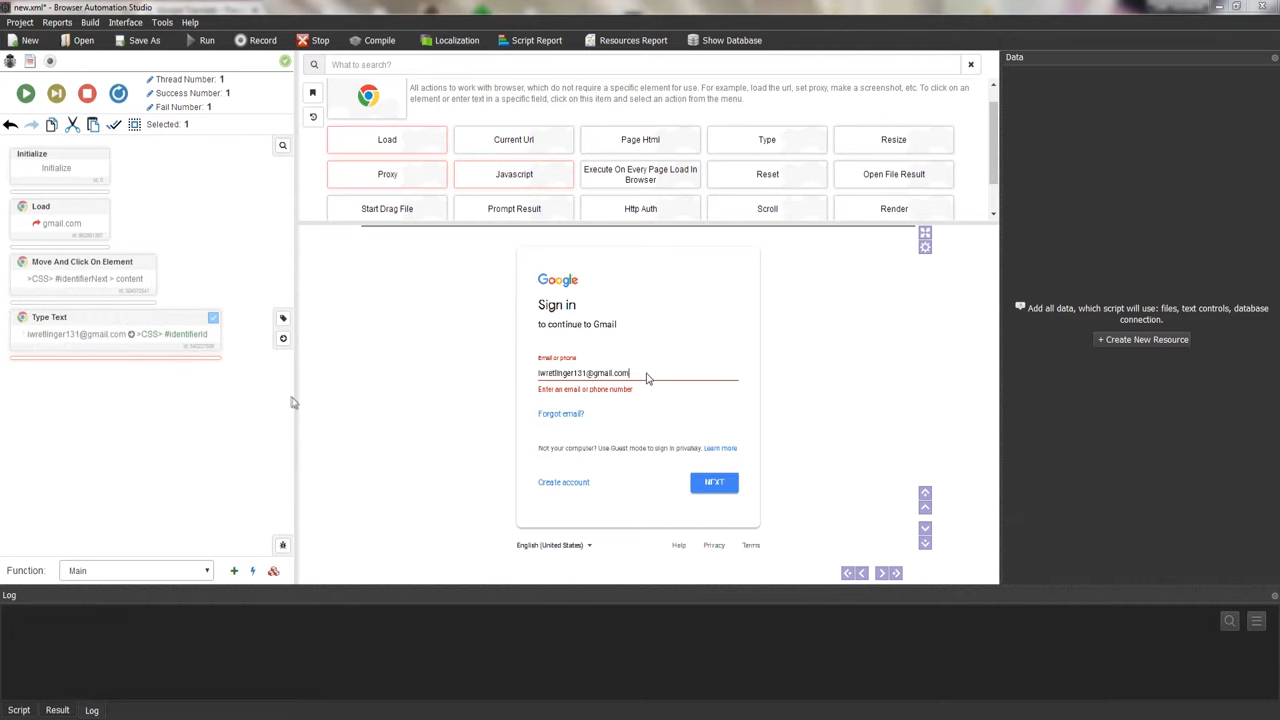 new.xml* - Browser Automation Studio
Project Reports Build Interface Tools Help
New Open Save As Run Record Stop Compile Localization Script Report Resources Report Show Database
What to search?
Data
Thread Number: 1
Success Number: 1
Fail Number: 1
Selected: 1
All actions to work with browser, which do not require a specific element for use. For example, load the url, set proxy, make a screenshot, etc. To click on an
element or enter text in a specific field, click on this item and select an action from the menu.
Load Current Url Page Html Type Resize
Proxy Javascript Execute On Every Page Load In Browser Reset Open File Result
Start Drag File Prompt Result Http Auth Scroll Render
Initialize
Initialize
Load
gmail.com
Move And Click On Element
>CSS> #identifierNext > content
Type Text
iwretlinger131@gmail.com >CSS> #identifierId
Google
Sign in
to continue to Gmail
Email or phone
iwretlinger131@gmail.com
Enter an email or phone number
Forgot email?
Not your computer? Use Guest mode to sign in privately. Learn more
Create account
NEXT
English (United States) Help Privacy Terms
Add all data, which script will use: files, text controls, database
connection.
+ Create New Resource
Function: Main
Log
Script Result Log